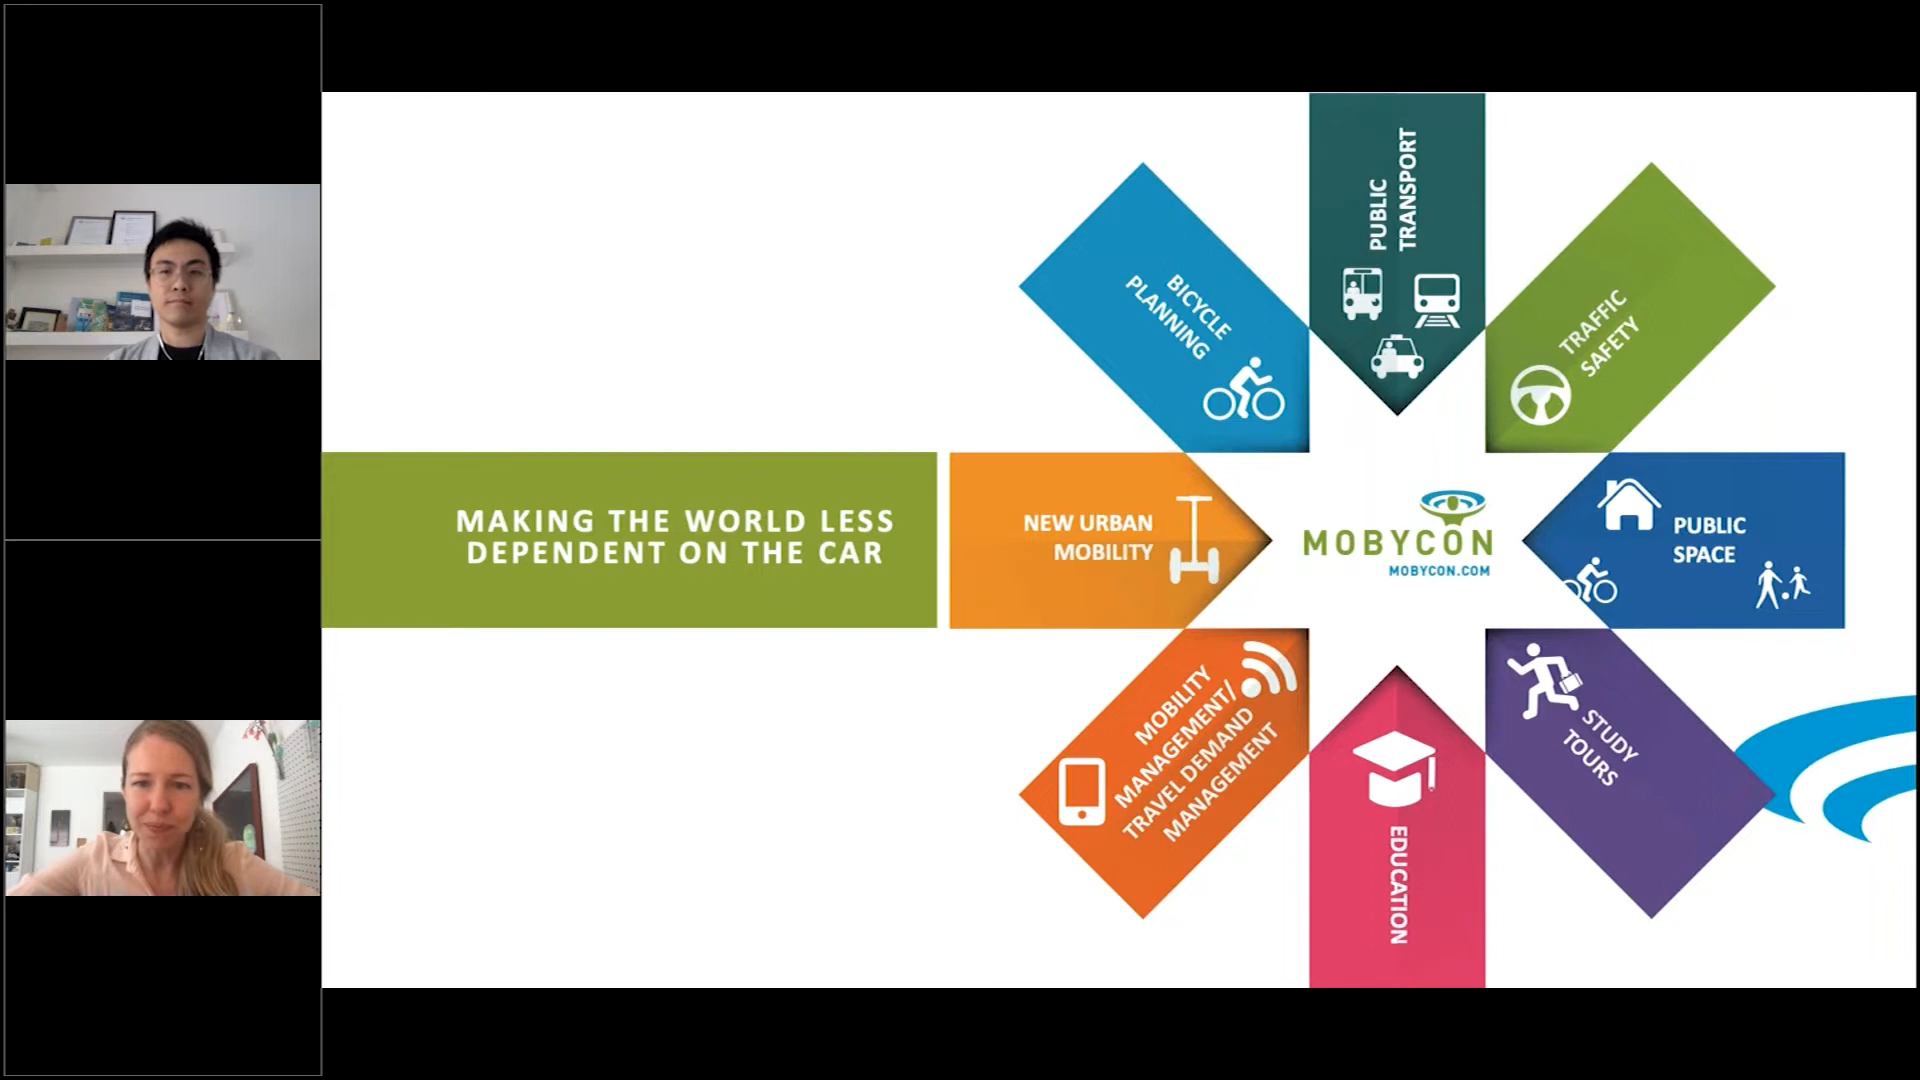 MAKING THE WORLD LESS
DEPENDENT ON THE CAR
NEW URBAN
MOBILITY
BICYCLE
PLANNING
PUBLIC
TRANSPORT
TRAFFIC
SAFETY
PUBLIC
SPACE
STUDY
TOURS
EDUCATION
MOBILITY
MANAGEMENT/
TRAVEL DEMAND
MANAGEMENT
MOBYCON
MOBYCON.COM